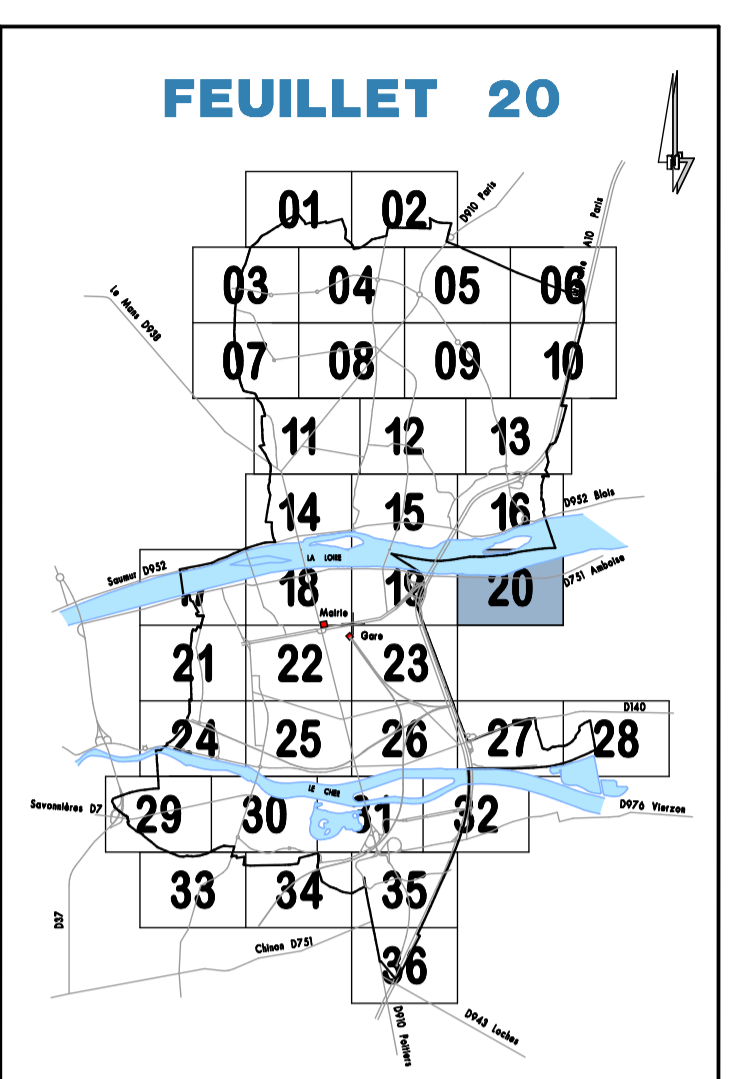 FEUILLET 20
01 02
D910 Paris
A10 Paris
03 04 05 06
Le Mans D938
07 08 09 10
11 12 13
14 15 16
D952 Blois
LA LOIRE
Saumur D952
18 19 20
D751 Amboise
Mairie
Gare
21 22 23
D140
24 25 26 27 28
LE CHER
Savonnières D7
29 30 31 32
D976 Vierzon
33 34 35
D37
Chinon D751
36
D910 Poitiers
D943 Loches